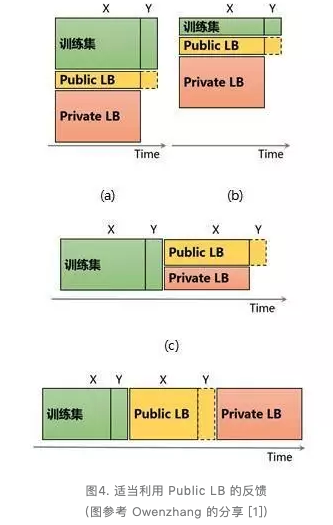 X Y X Y
训练集 训练集
Public LB Public LB
Private LB Private LB
Time Time
(a) (b)
X Y X Y
训练集 Public LB
Private LB
Time
(c)
X Y X Y
训练集 Public LB Private LB
Time
图4. 适当利用 Public LB 的反馈
(图参考 Owenzhang 的分享 [1])